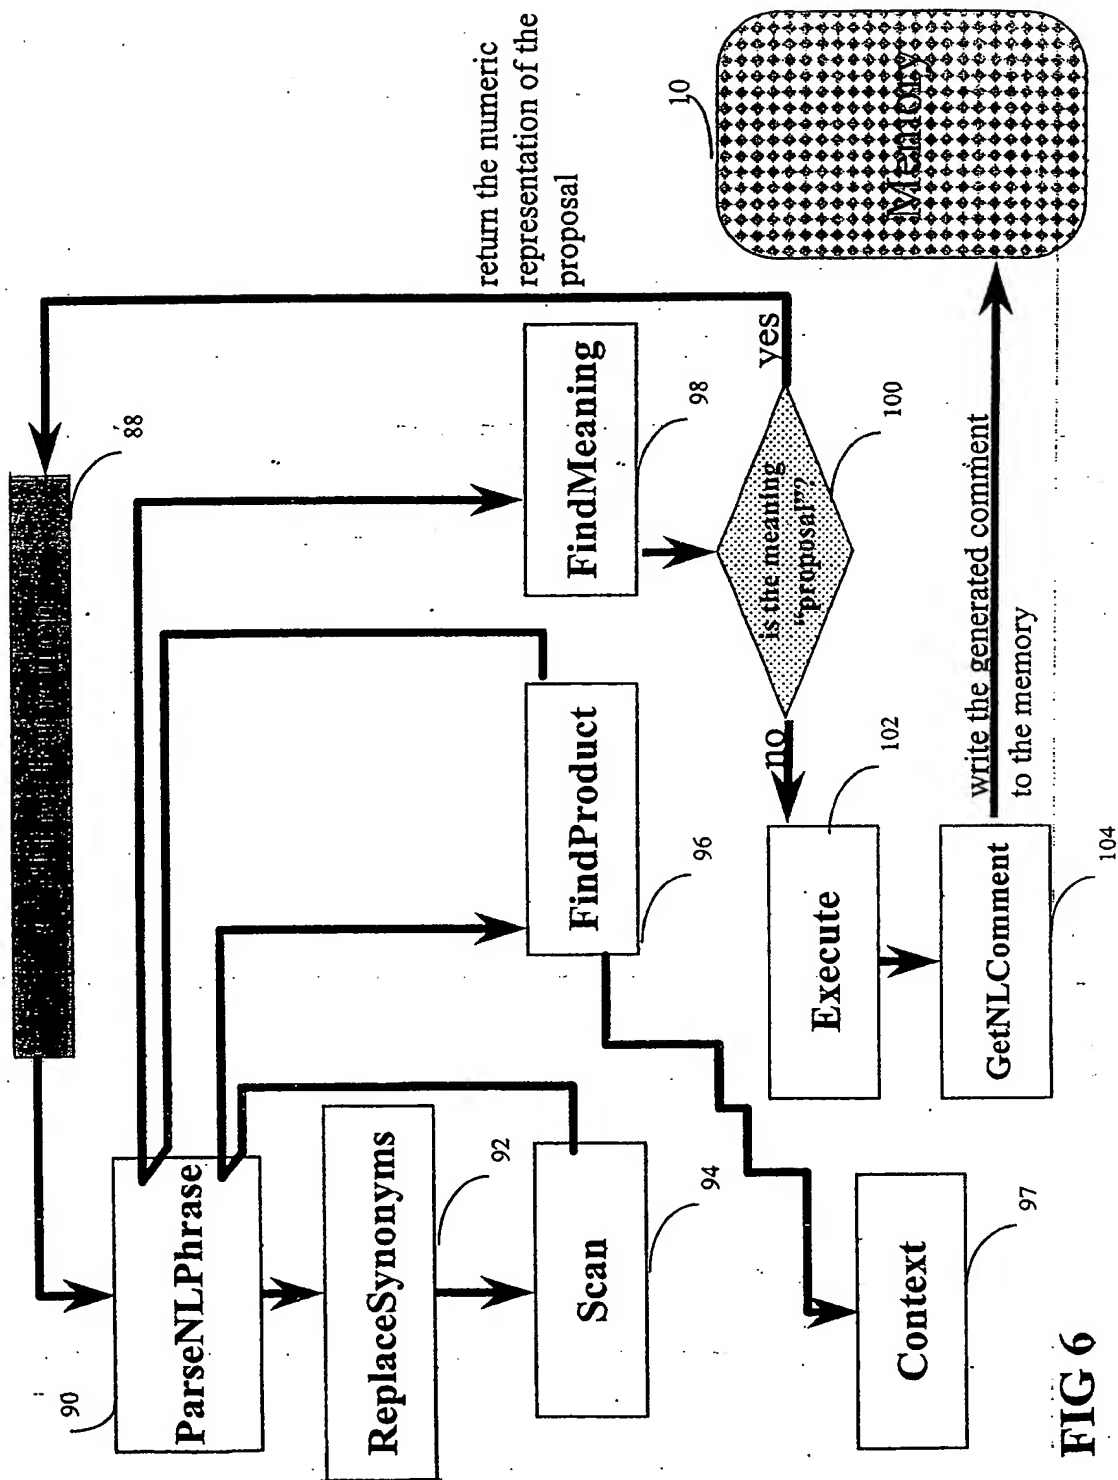 88
90
ParseNLPhrase
ReplaceSynonyms
92
Scan
94
FindProduct
96
Context
97
FindMeaning
98
is the meaning
“proposal”?
100
yes
return the numeric
representation of the
proposal
no
Execute
102
GetNLComment
104
write the generated comment
to the memory
Memory
10
FIG 6